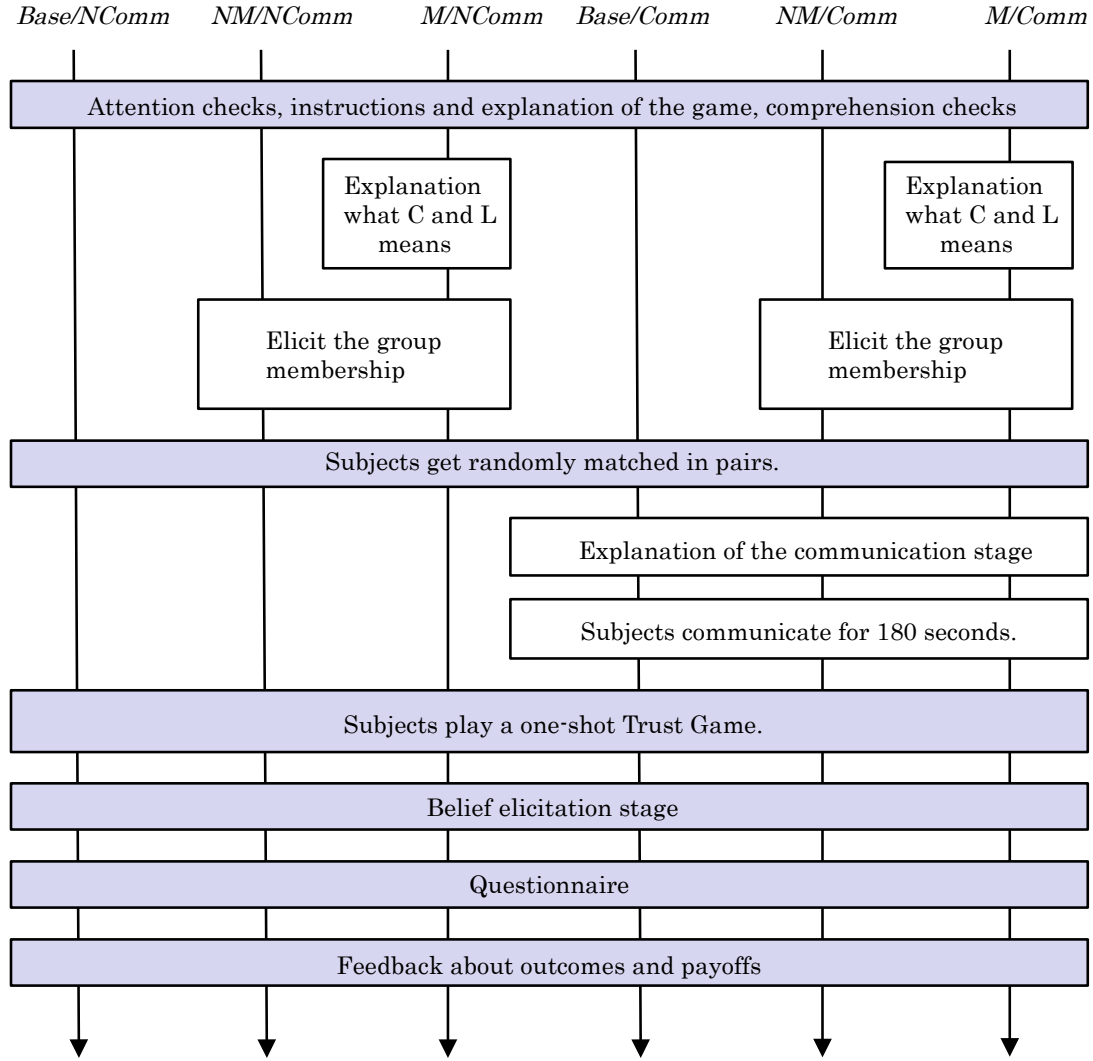 Base/NComm NM/NComm M/NComm Base/Comm NM/Comm M/Comm
Attention checks, instructions and explanation of the game, comprehension checks
Explanation
what C and L
means
Explanation
what C and L
means
Elicit the group
membership
Elicit the group
membership
Subjects get randomly matched in pairs.
Explanation of the communication stage
Subjects communicate for 180 seconds.
Subjects play a one-shot Trust Game.
Belief elicitation stage
Questionnaire
Feedback about outcomes and payoffs